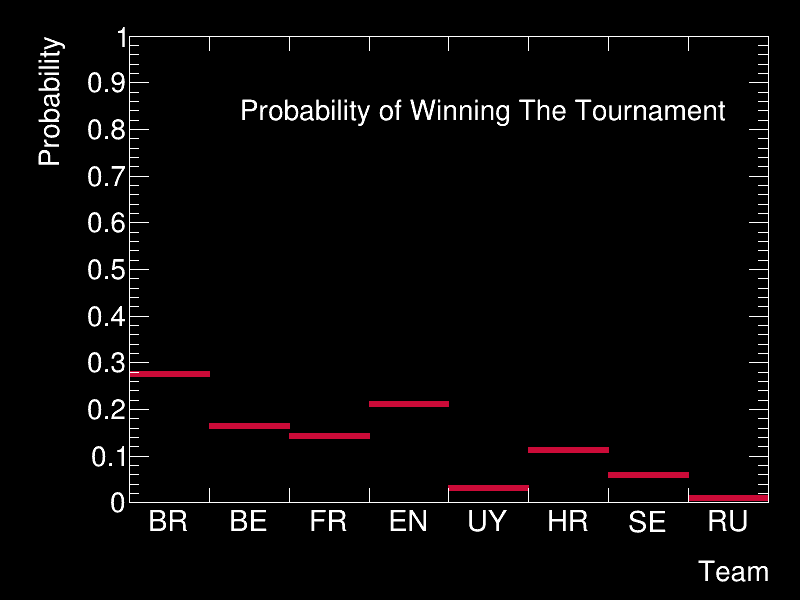 Probability
Probability of Winning The Tournament
1
0.9
0.8
0.7
0.6
0.5
0.4
0.3
0.2
0.1
0
BR BE FR EN UY HR SE RU
Team